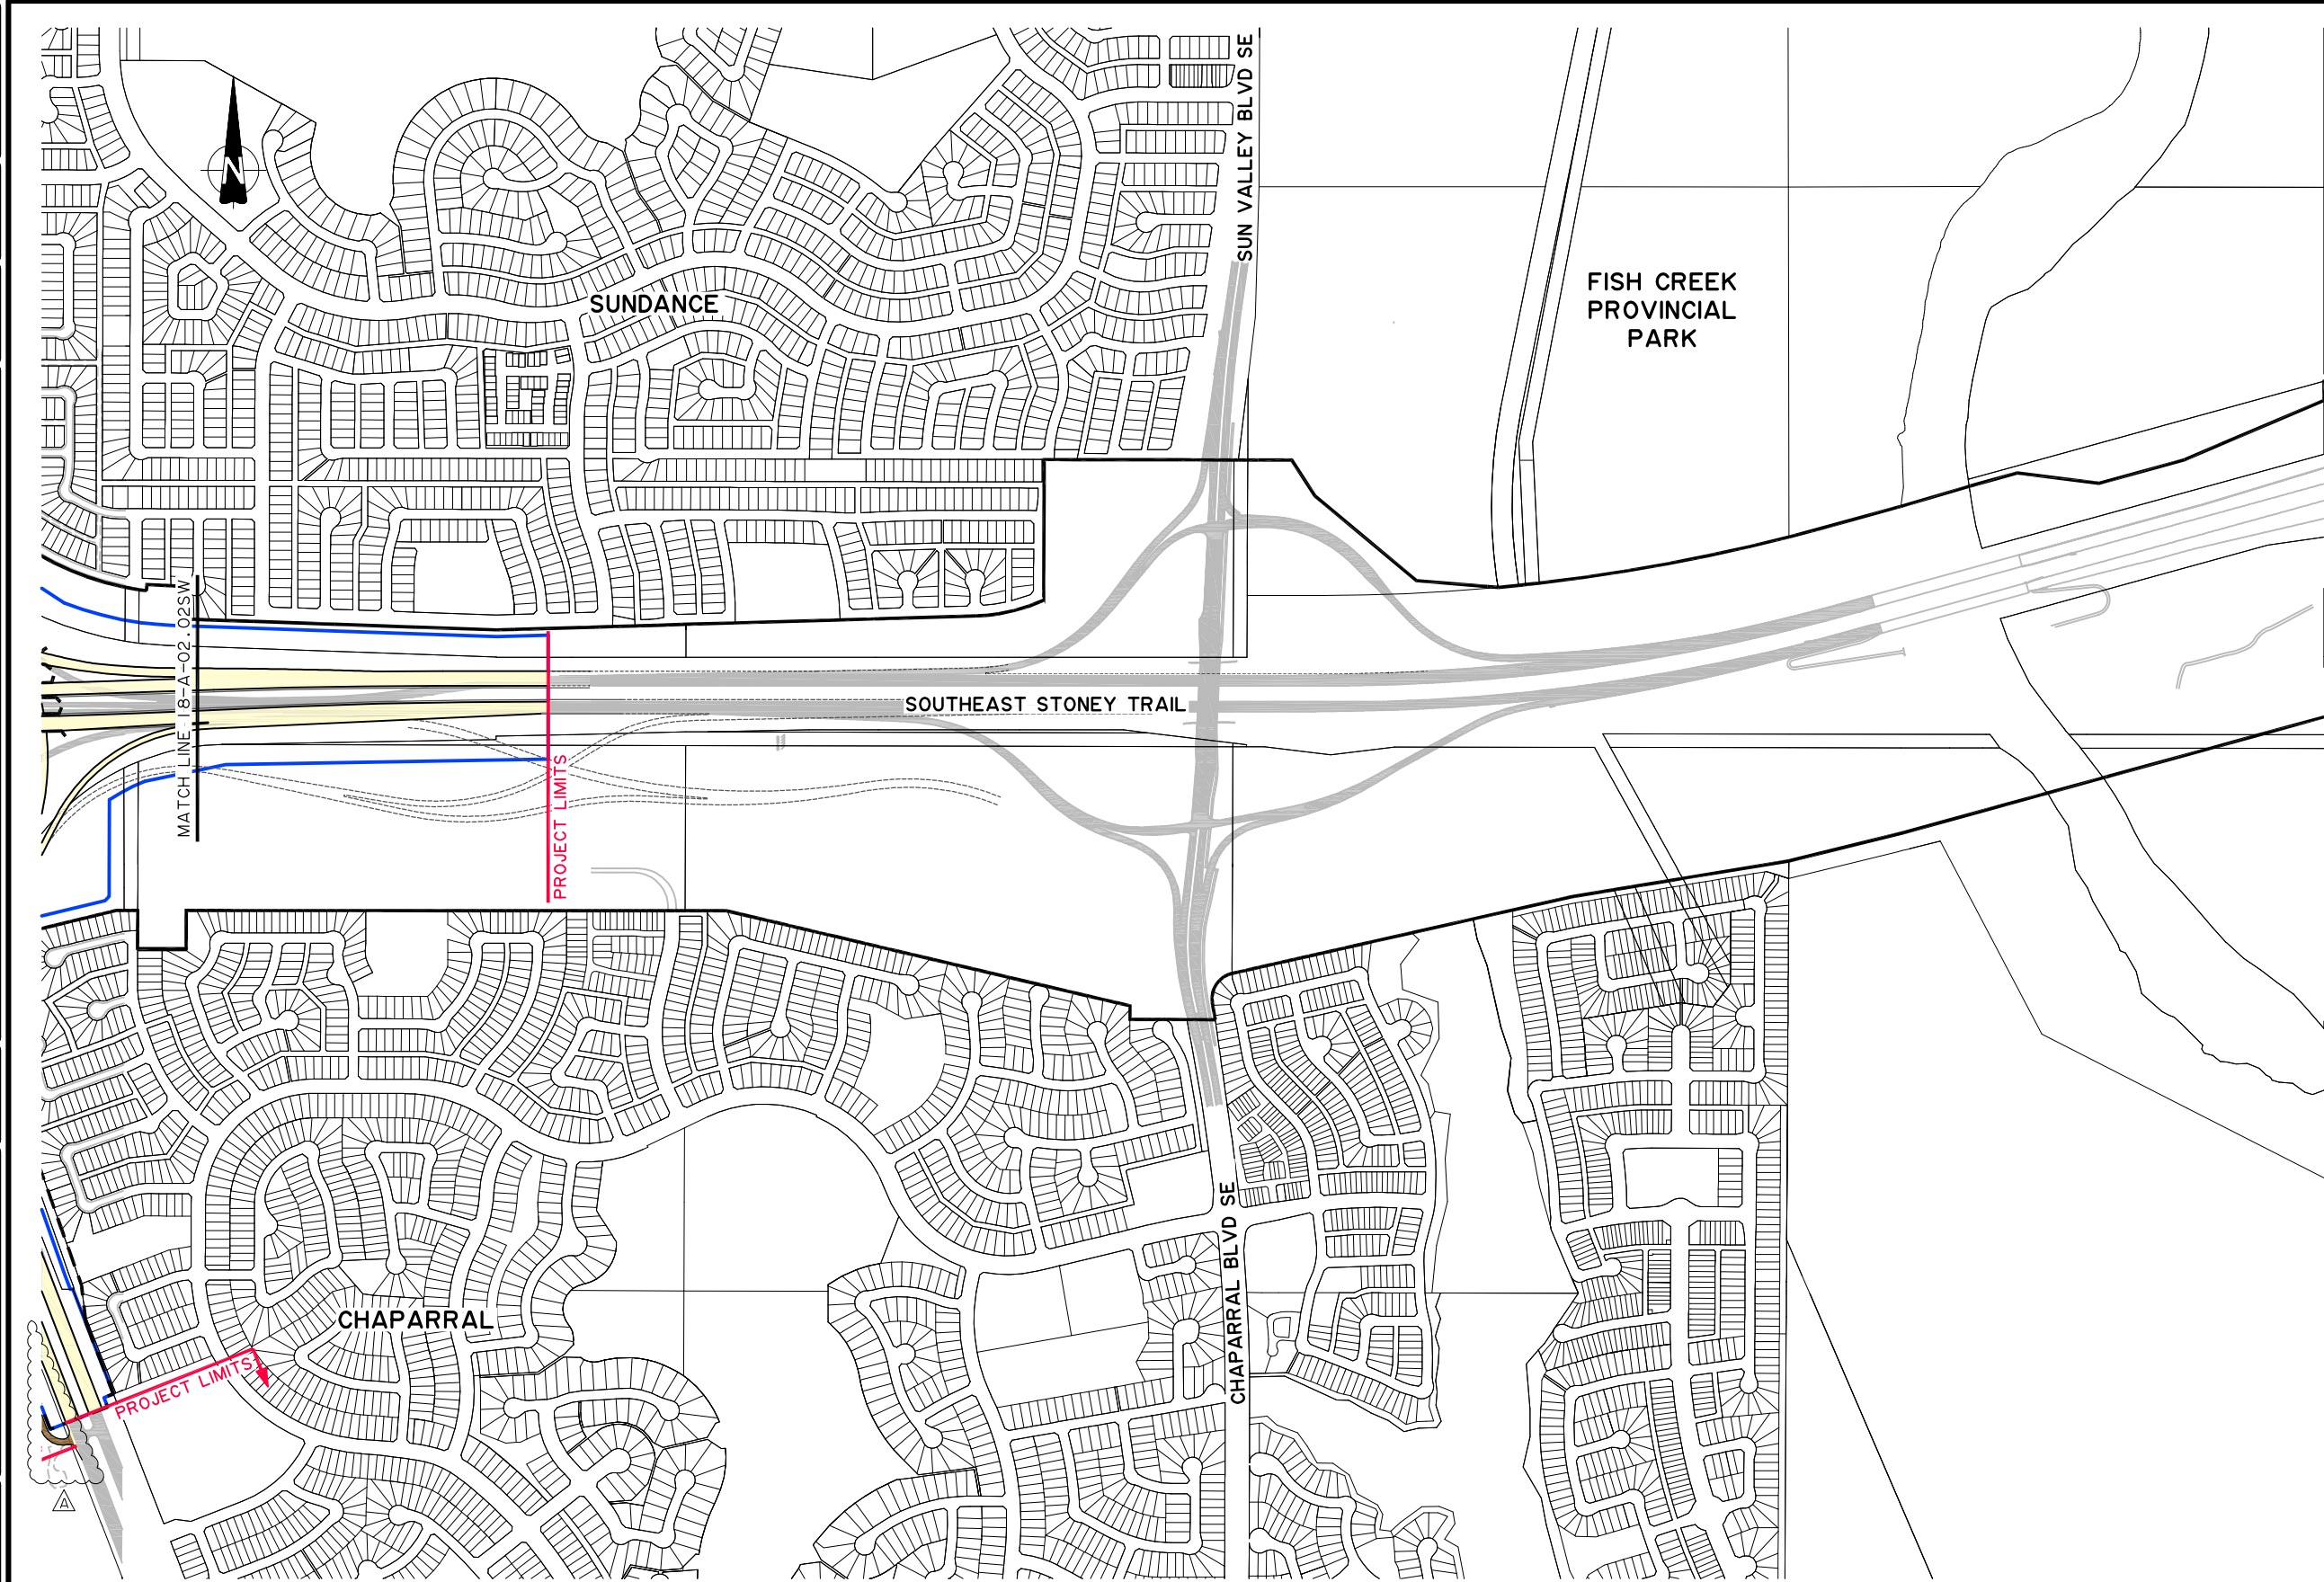 SUN VALLEY BLVD SE
N
FISH CREEK
PROVINCIAL
PARK
SUNDANCE
MATCH LINE 18-A-02.02SW
SOUTHEAST STONEY TRAIL
PROJECT LIMITS
CHAPARRAL BLVD SE
CHAPARRAL
PROJECT LIMITS
A